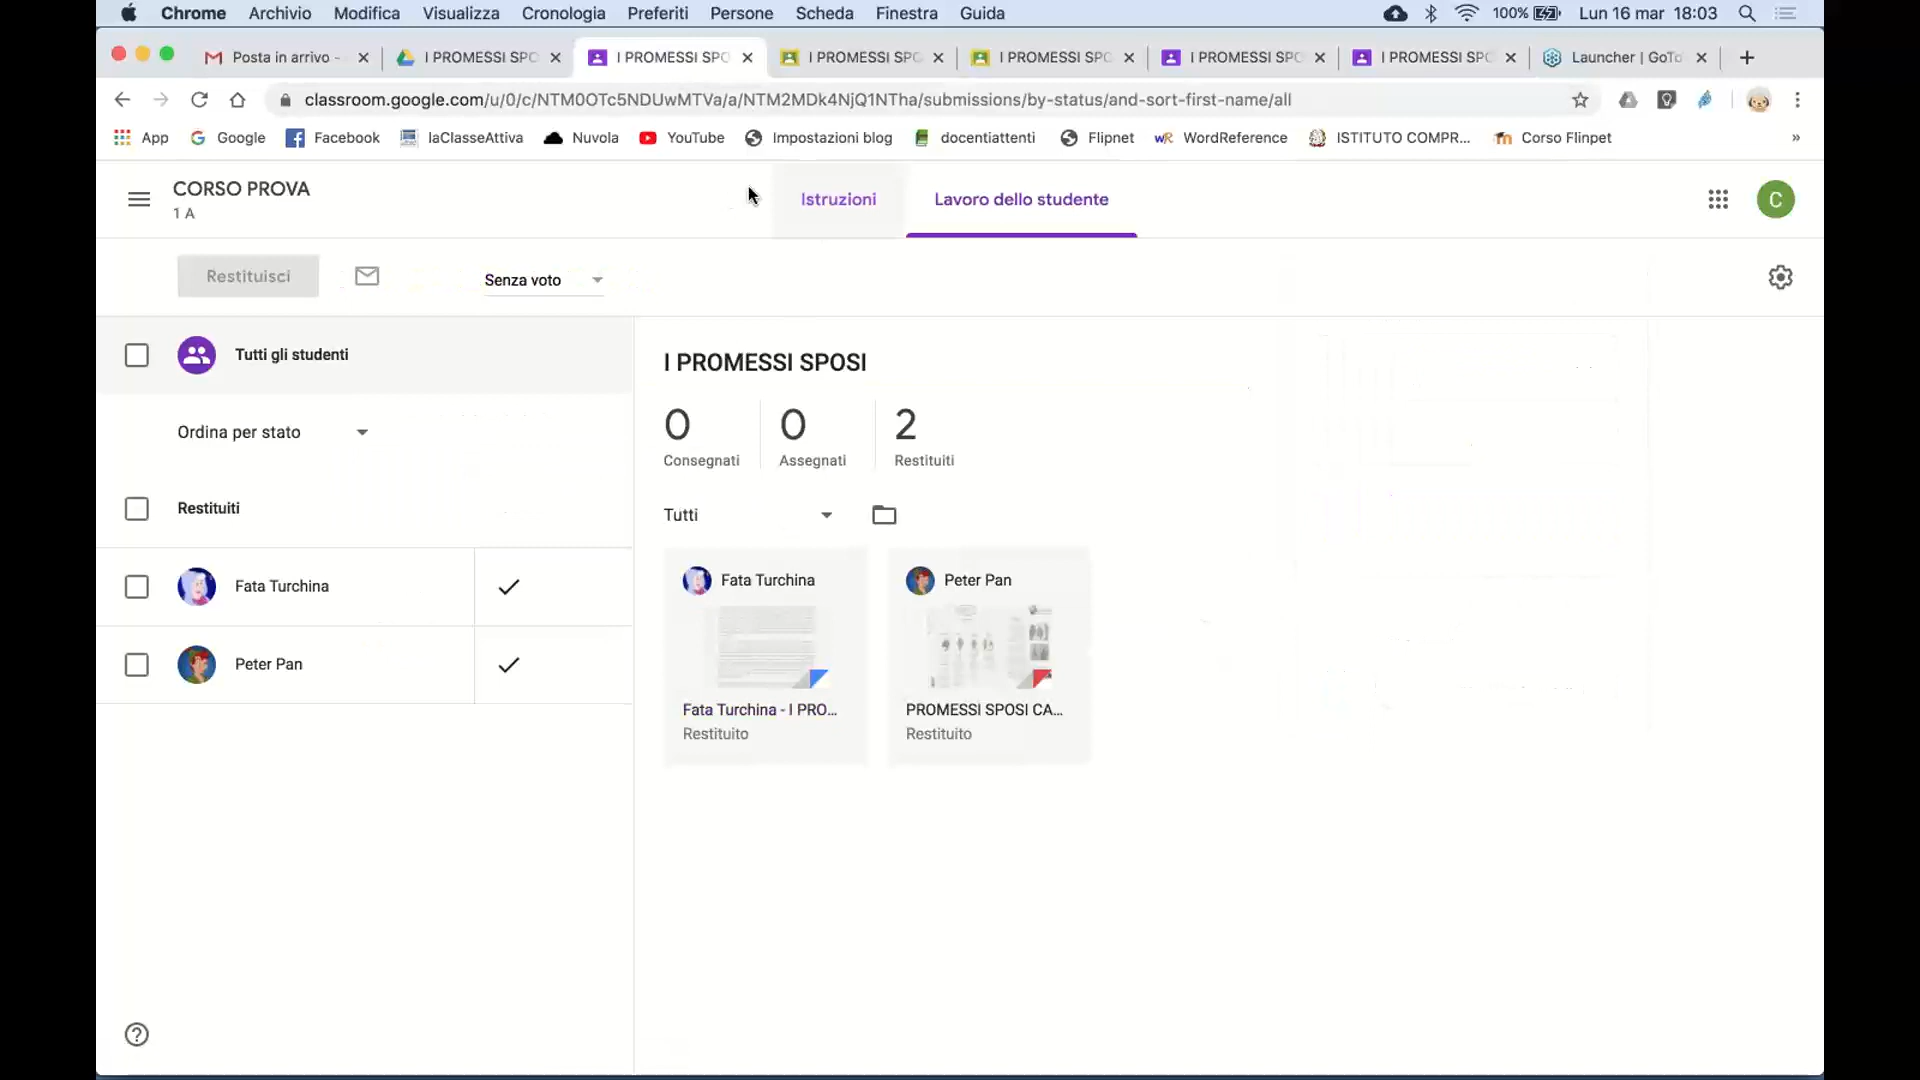 Chrome Archivio Modifica Visualizza Cronologia Preferiti Persone Scheda Finestra Guida 100% Lun 16 mar 18:03
Posta in arrivo - I PROMESSI SPO I PROMESSI SPO I PROMESSI SPO I PROMESSI SPO I PROMESSI SPO I PROMESSI SPO Launcher | GoTo
classroom.google.com/u/0/c/NTM0OTc5NDUwMTVa/a/NTM2MDk4NjQ1NTha/submissions/by-status/and-sort-first-name/all
App Google Facebook laClasseAttiva Nuvola YouTube Impostazioni blog docentiattenti Flipnet WordReference ISTITUTO COMPR... Corso Flinpet »
CORSO PROVA
1 A
Istruzioni Lavoro dello studente
C
Restituisci Senza voto
Tutti gli studenti
Ordina per stato
Restituiti
Fata Turchina
Peter Pan
I PROMESSI SPOSI
0 0 2
Consegnati Assegnati Restituiti
Tutti
Fata Turchina
Fata Turchina - I PRO...
Restituito
Peter Pan
PROMESSI SPOSI CA...
Restituito